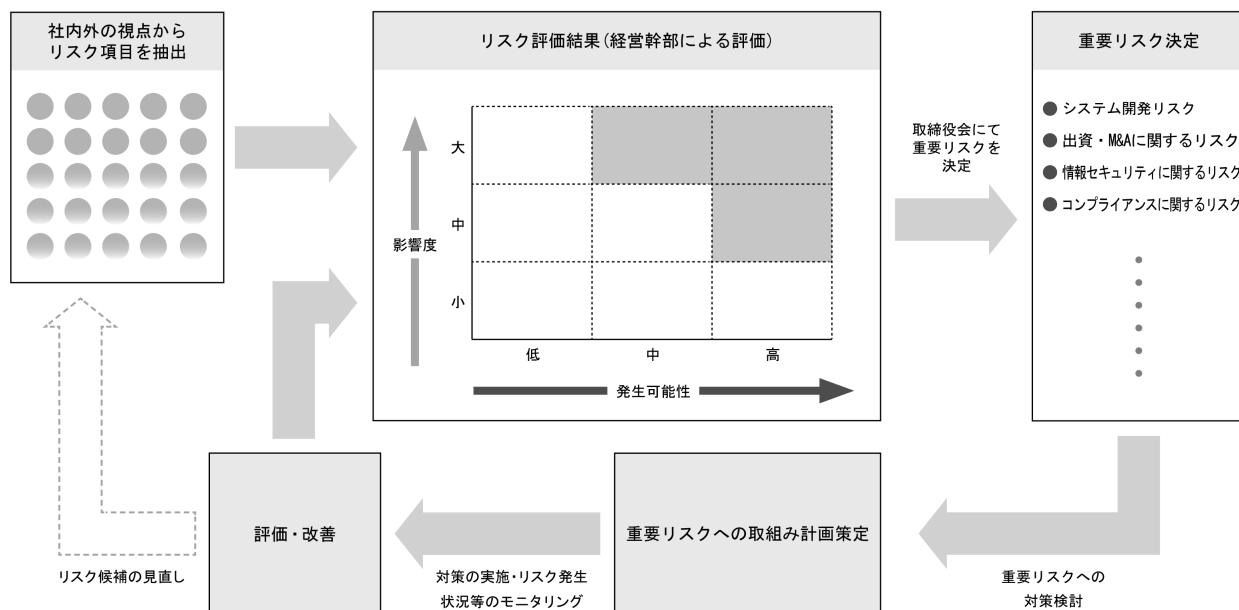 社内外の視点から
リスク項目を抽出
リスク評価結果(経営幹部による評価)
影響度
大
中
小
低
中
高
発生可能性
取締役会にて
重要リスクを
決定
重要リスク決定
●システム開発リスク
●出資・M&Aに関するリスク
●情報セキュリティに関するリスク
●コンプライアンスに関するリスク
重要リスクへの
対策検討
重要リスクへの取組み計画策定
対策の実施・リスク発生
状況等のモニタリング
評価・改善
リスク候補の見直し